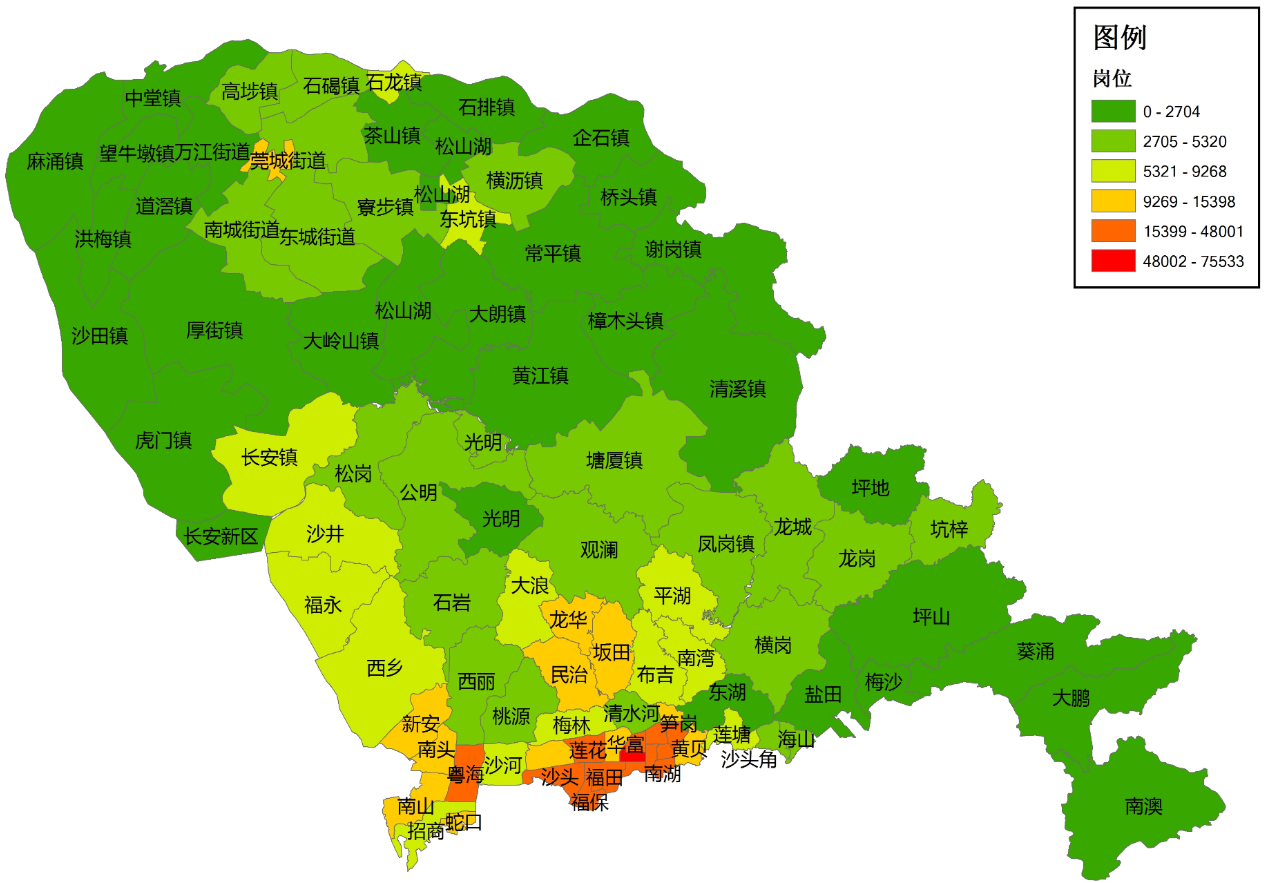 图例
岗位
0 - 2704
2705 - 5320
5321 - 9268
9269 - 15398
15399 - 48001
48002 - 75533
石龙镇
石碣镇
高埗镇
中堂镇
石排镇
茶山镇
企石镇
松山湖
万江街道
望牛墩镇
麻涌镇
莞城街道
横沥镇
松山湖
桥头镇
道滘镇
寮步镇
东坑镇
南城街道
东城街道
洪梅镇
谢岗镇
常平镇
松山湖
大朗镇
樟木头镇
厚街镇
沙田镇
大岭山镇
黄江镇
清溪镇
虎门镇
光明
长安镇
塘厦镇
松岗
公明
坪地
光明
龙城
坑梓
长安新区
沙井
凤岗镇
观澜
龙岗
大浪
平湖
石岩
福永
龙华
坪山
横岗
坂田
葵涌
南湾
西乡
民治
布吉
西丽
梅沙
东湖
盐田
大鹏
清水河
桃源
新安
梅林
笋岗
莲塘
海山
南头
莲花
华富
黄贝
沙头角
沙河
粤海
南湖
沙头
福田
福保
南山
南澳
蛇口
招商